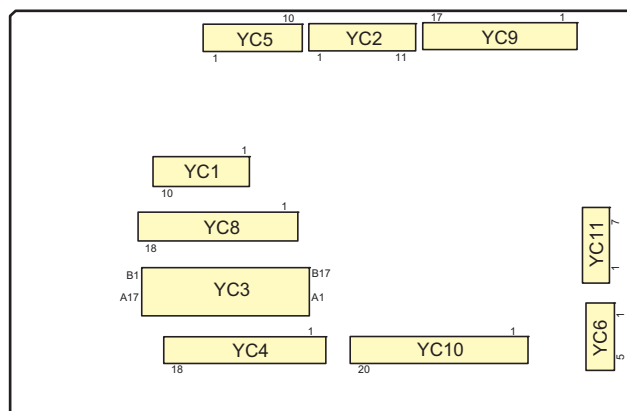 10 17 1
YC5 YC2 YC9
1 1 11
1
YC1
10
1
YC8
18
7
YC11
1
B1 B17
YC3
A17 A1
1
YC6
5
1 1
YC4 YC10
18 20